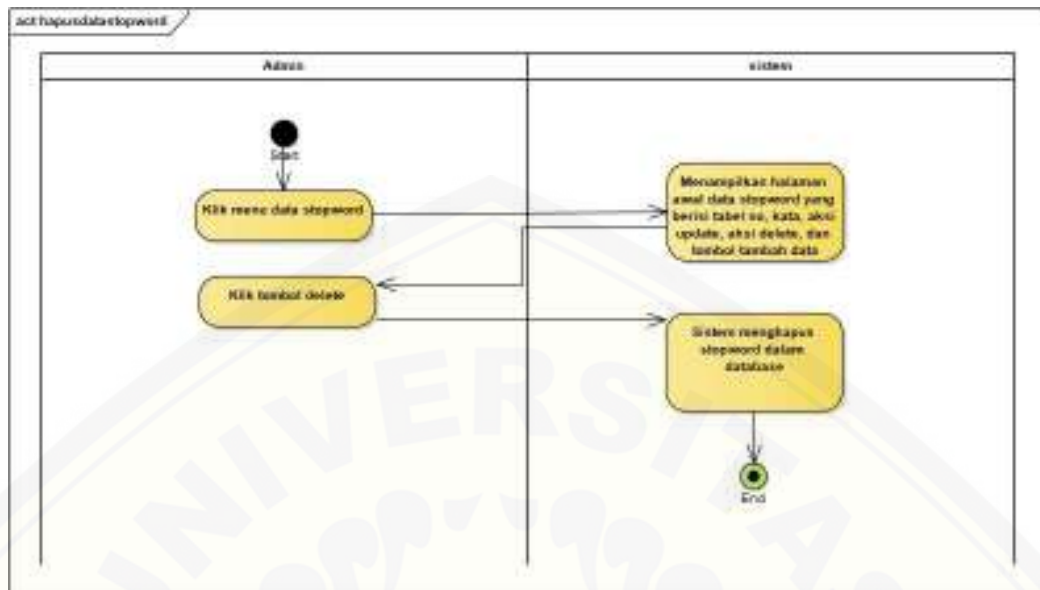 act hapusdatastopword
Admin
sistem
Start
Klik menu data stopword
Menampilkan halaman
awal data stopword yang
berisi tabel no, kata, aksi
update, aksi delete, dan
tombol tambah data
Klik tombol delete
Sistem menghapus
stopword dalam
database
End
UNIVERSITAS